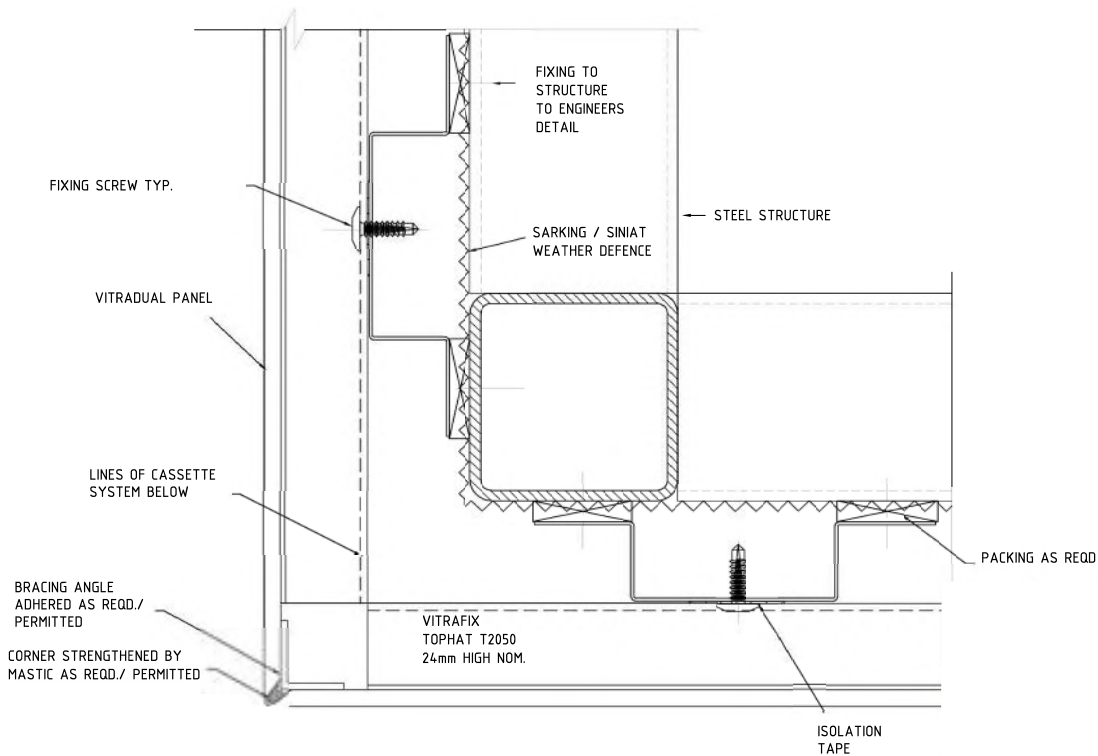 FIXING TO
STRUCTURE
TO ENGINEERS
DETAIL
FIXING SCREW TYP.
STEEL STRUCTURE
SARKING / SINIAT
WEATHER DEFENCE
VITRADUAL PANEL
LINES OF CASSETTE
SYSTEM BELOW
PACKING AS REQD
BRACING ANGLE
ADHERED AS REQD./
PERMITTED
VITRAFIX
TOPHAT T2050
24mm HIGH NOM.
CORNER STRENGTHENED BY
MASTIC AS REQD./ PERMITTED
ISOLATION
TAPE